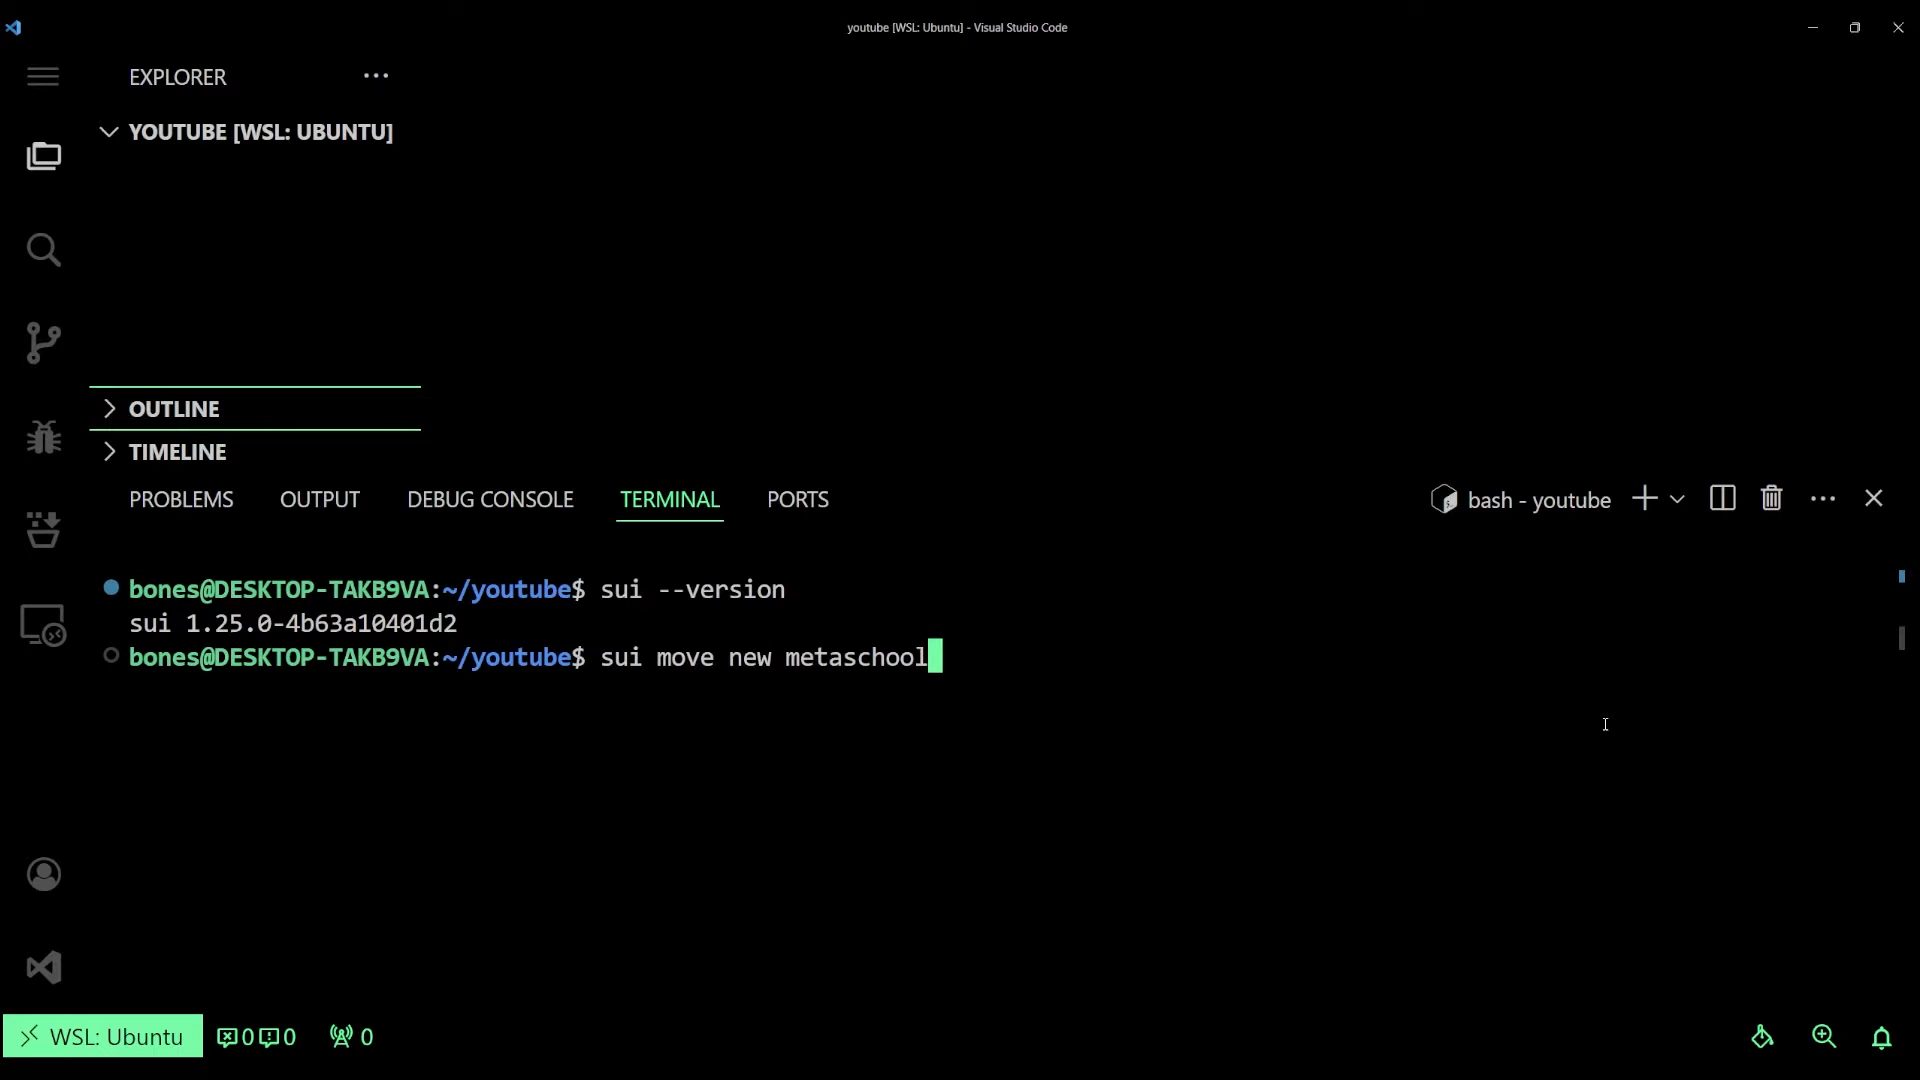 youtube [WSL: Ubuntu] - Visual Studio Code
EXPLORER
YOUTUBE [WSL: UBUNTU]
OUTLINE
TIMELINE
PROBLEMS OUTPUT DEBUG CONSOLE TERMINAL PORTS bash - youtube
bones@DESKTOP-TAKB9VA:~/youtube$ sui --version
sui 1.25.0-4b63a10401d2
bones@DESKTOP-TAKB9VA:~/youtube$ sui move new metaschool
WSL: Ubuntu 0 0 0